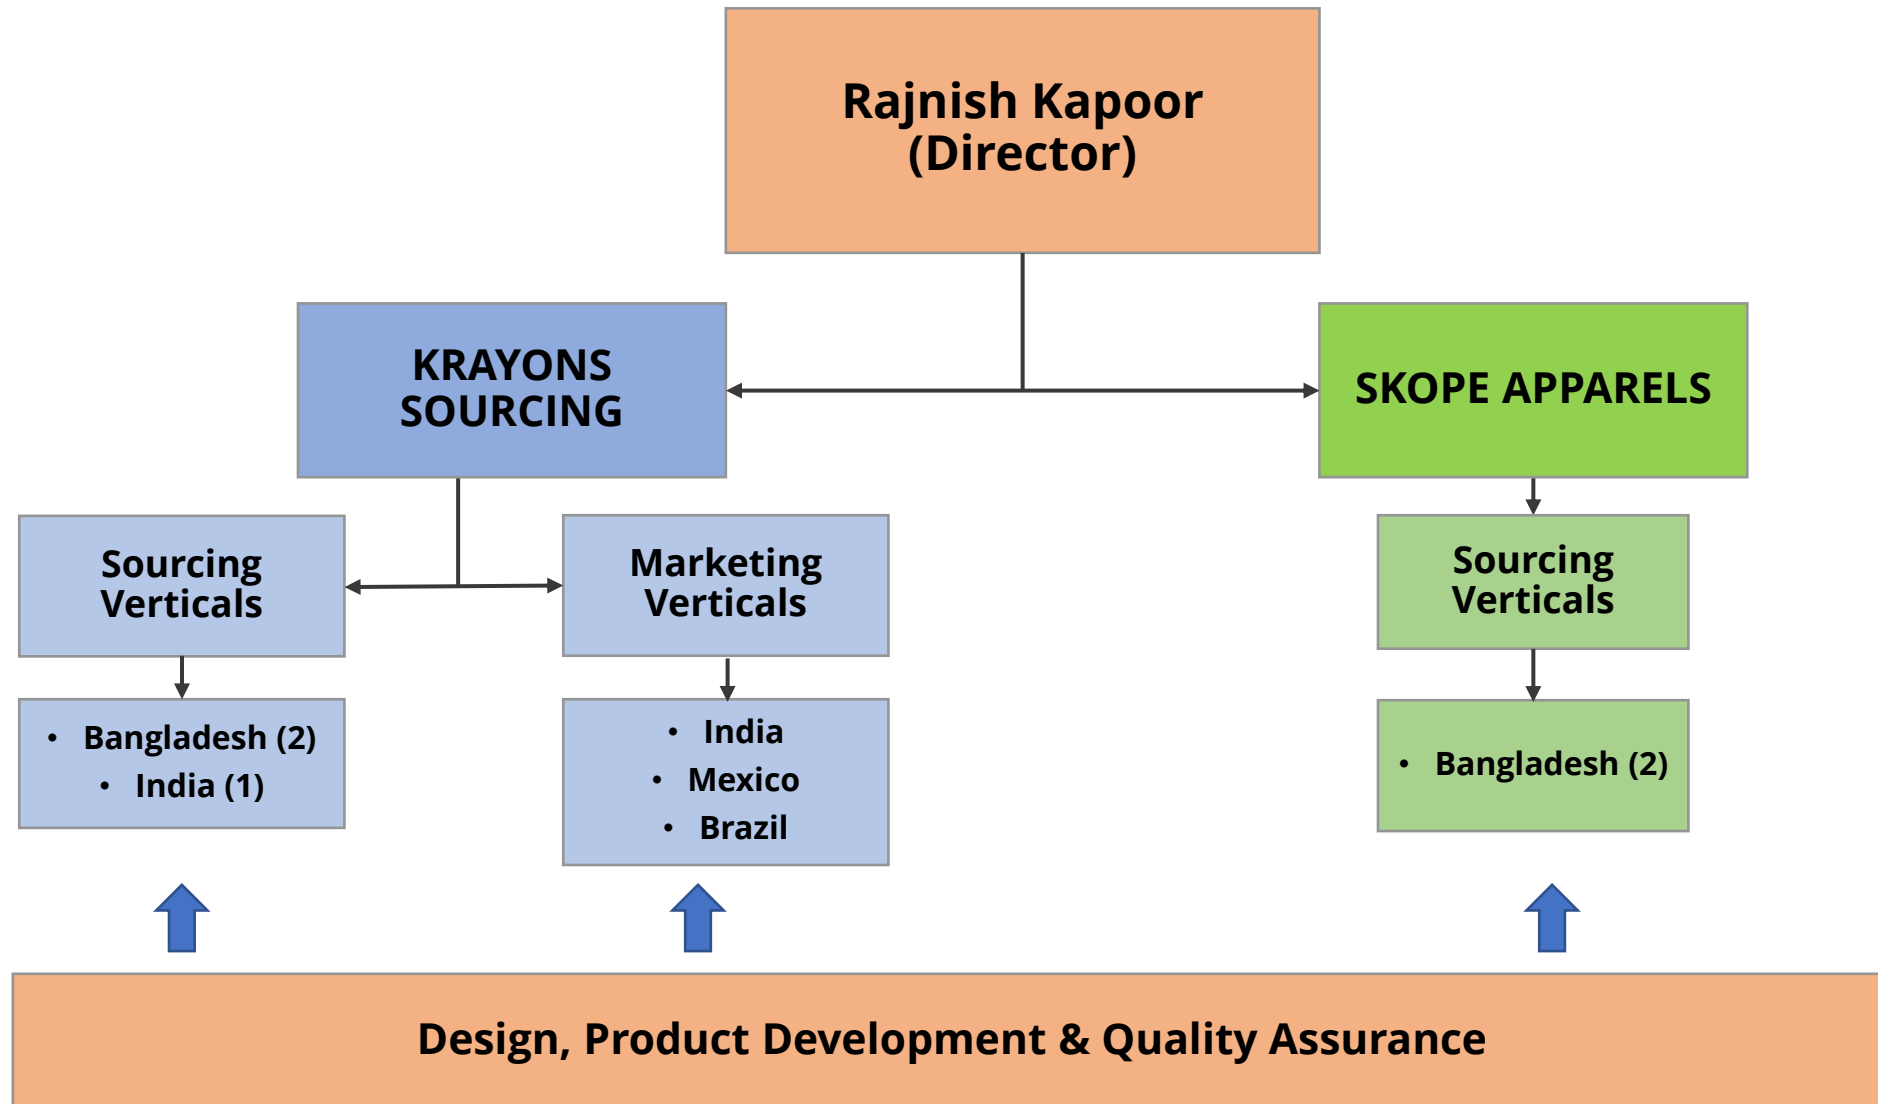 Rajnish Kapoor
(Director)
KRAYONS
SOURCING
SKOPE APPARELS
Sourcing
Verticals
Marketing
Verticals
Sourcing
Verticals
• Bangladesh (2)
• India (1)
• India
• Mexico
• Brazil
• Bangladesh (2)
Design, Product Development & Quality Assurance